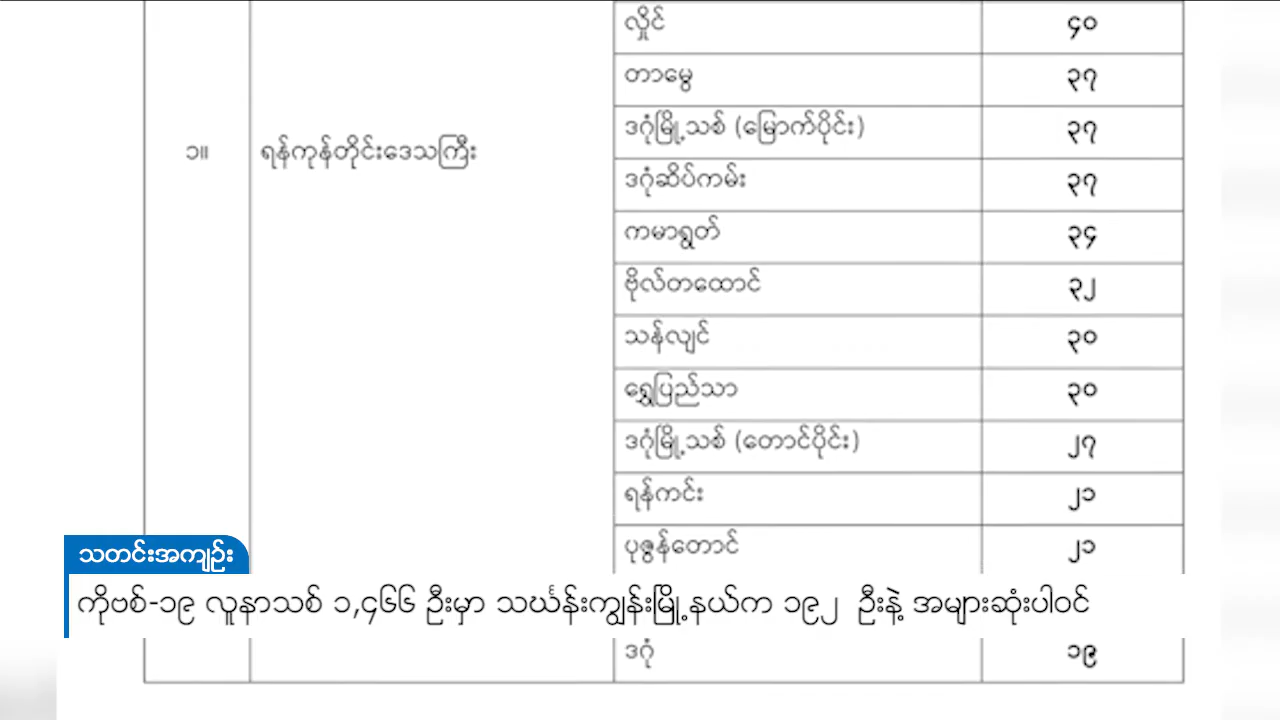 လှိုင် ၄၀
တာမွေ ၃၇
ဒဂုံမြို့သစ် (မြောက်ပိုင်း) ၃၇
၁။ ရန်ကုန်တိုင်းဒေသကြီး
ဒဂုံဆိပ်ကမ်း ၃၇
ကမာရွတ် ၃၄
ဗိုလ်တထောင် ၃၂
သန်လျင် ၃၀
ရွှေပြည်သာ ၃၀
ဒဂုံမြို့သစ် (တောင်ပိုင်း) ၂၇
ရန်ကင်း ၂၁
ပုဇွန်တောင် ၂၁
သတင်းအကျဉ်း
ကိုဗစ်-၁၉ လူနာသစ် ၁,၄၆၆ ဦးမှာ သင်္ဃန်းကျွန်းမြို့နယ်က ၁၉၂ ဦးနဲ့ အများဆုံးပါဝင်
ဒဂုံ ၁၉